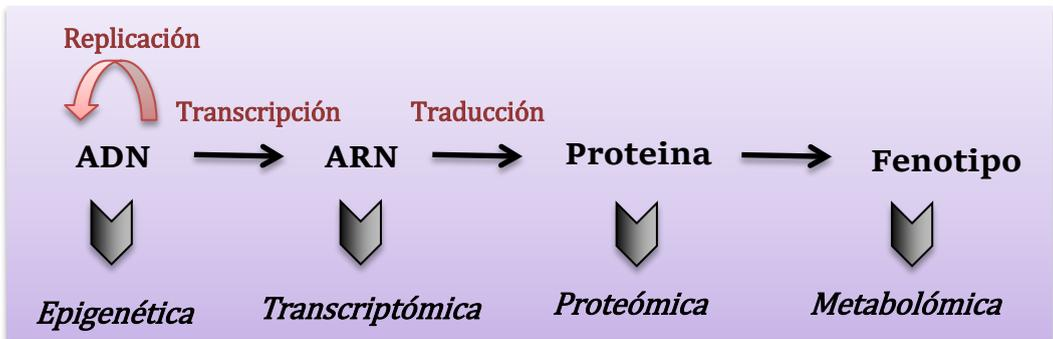 Replicación
Transcripción Traducción
ADN ARN Proteina Fenotipo
Epigenética Transcriptómica Proteómica Metabolómica